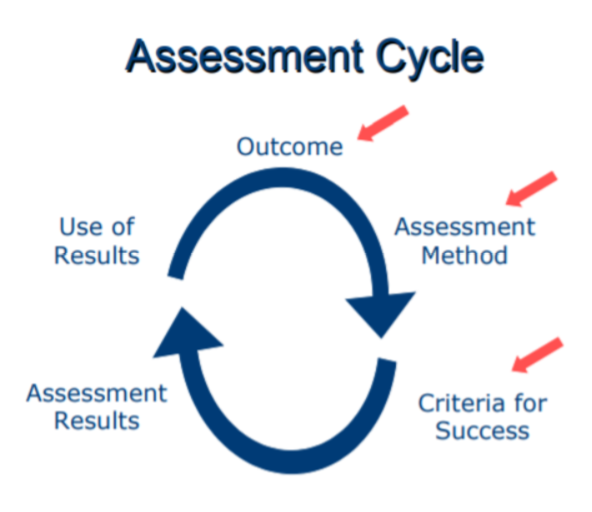 Assessment Cycle
Outcome
Assessment
Method
Criteria for
Success
Assessment
Results
Use of
Results